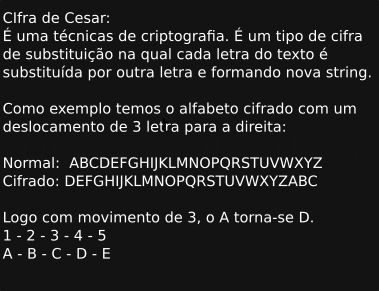 CIfra de Cesar:
É uma técnicas de criptografia. É um tipo de cifra
de substituição na qual cada letra do texto é
substituída por outra letra e formando nova string.
Como exemplo temos o alfabeto cifrado com um
deslocamento de 3 letra para a direita:
Normal:  ABCDEFGHIJKLMNOPQRSTUVWXYZ
Cifrado: DEFGHIJKLMNOPQRSTUVWXYZABC
Logo com movimento de 3, o A torna-se D.
1 - 2 - 3 - 4 - 5
A - B - C - D - E